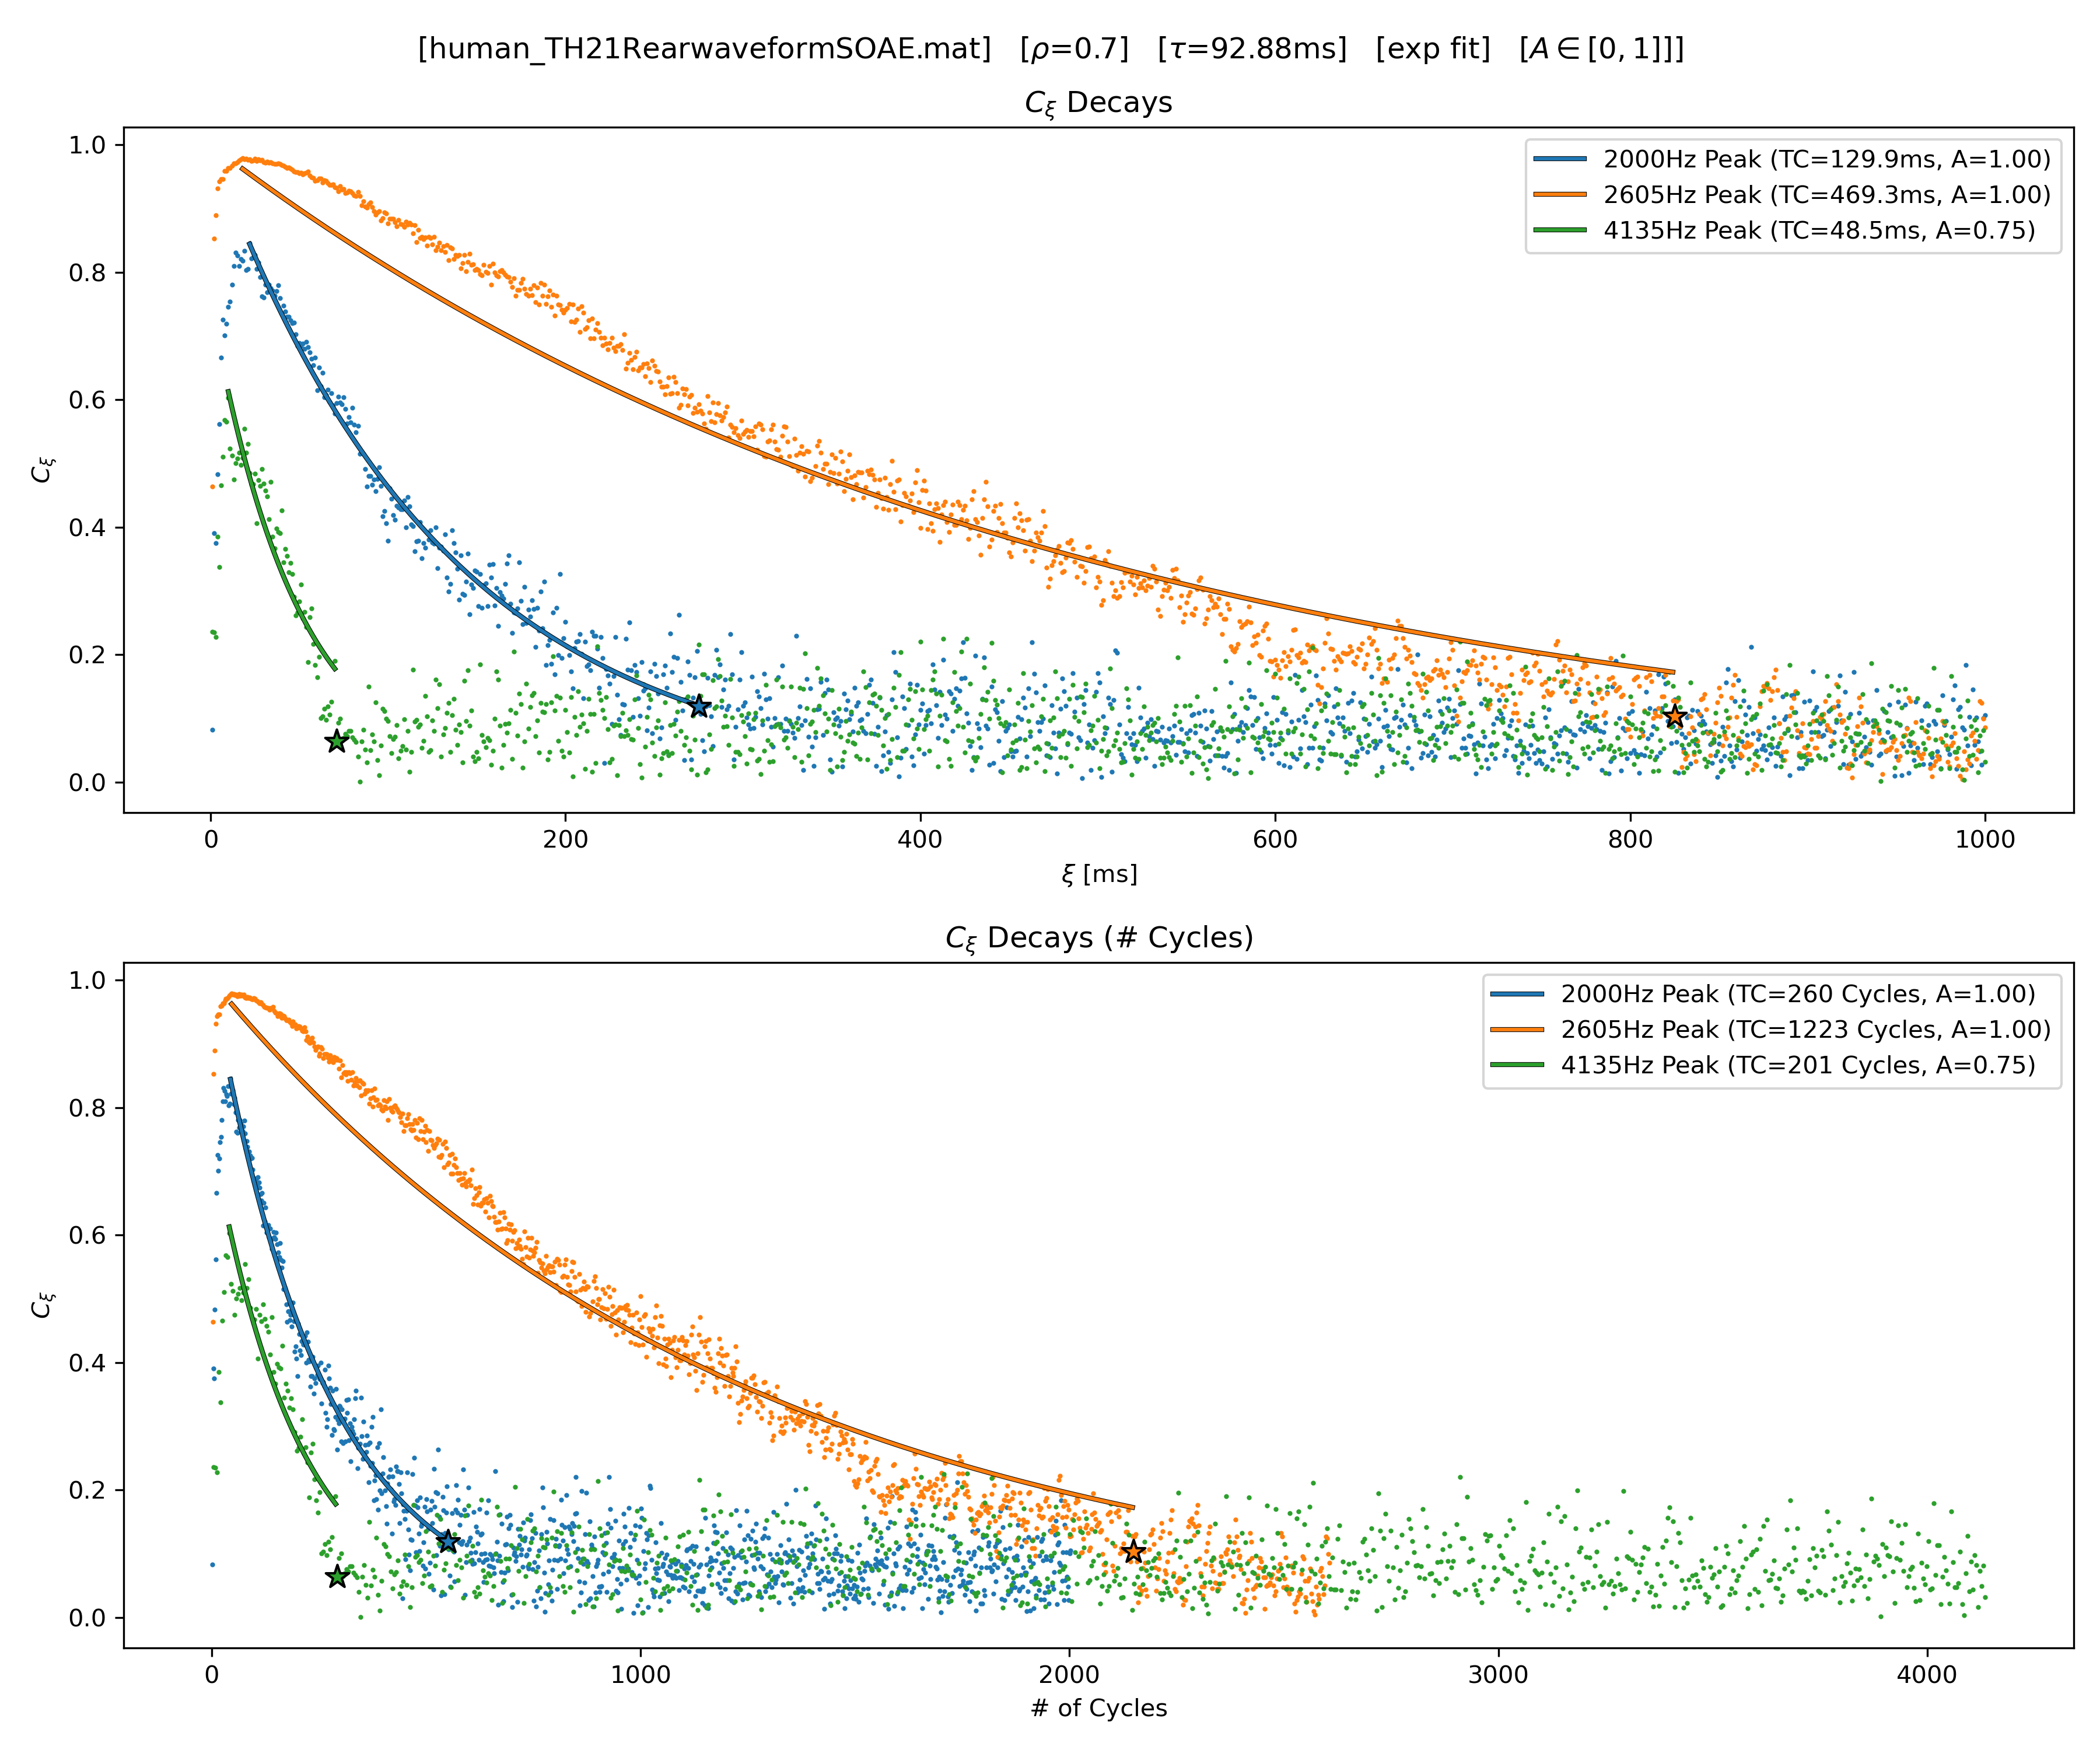 [human_TH21RearwaveformSOAE.mat] [ρ=0.7] [τ=92.88ms] [exp fit] [A ∈ [0, 1]]]
C_ξ Decays
1.0
0.8
0.6
0.4
0.2
0.0
C_ξ
2000Hz Peak (TC=129.9ms, A=1.00)
2605Hz Peak (TC=469.3ms, A=1.00)
4135Hz Peak (TC=48.5ms, A=0.75)
0 200 400 600 800 1000
ξ [ms]
C_ξ Decays (# Cycles)
1.0
0.8
0.6
0.4
0.2
0.0
C_ξ
2000Hz Peak (TC=260 Cycles, A=1.00)
2605Hz Peak (TC=1223 Cycles, A=1.00)
4135Hz Peak (TC=201 Cycles, A=0.75)
0 1000 2000 3000 4000
# of Cycles